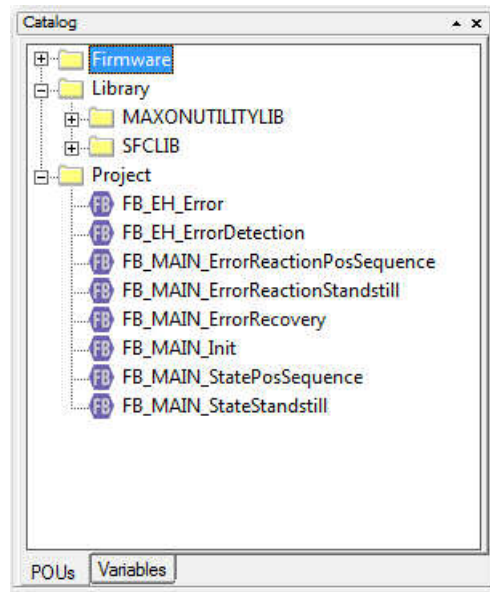 Catalog
Firmware
Library
MAXONUTILITYLIB
SFCLIB
Project
FB FB_EH_Error
FB FB_EH_ErrorDetection
FB FB_MAIN_ErrorReactionPosSequence
FB FB_MAIN_ErrorReactionStandstill
FB FB_MAIN_ErrorRecovery
FB FB_MAIN_Init
FB FB_MAIN_StatePosSequence
FB FB_MAIN_StateStandstill
POUs Variables